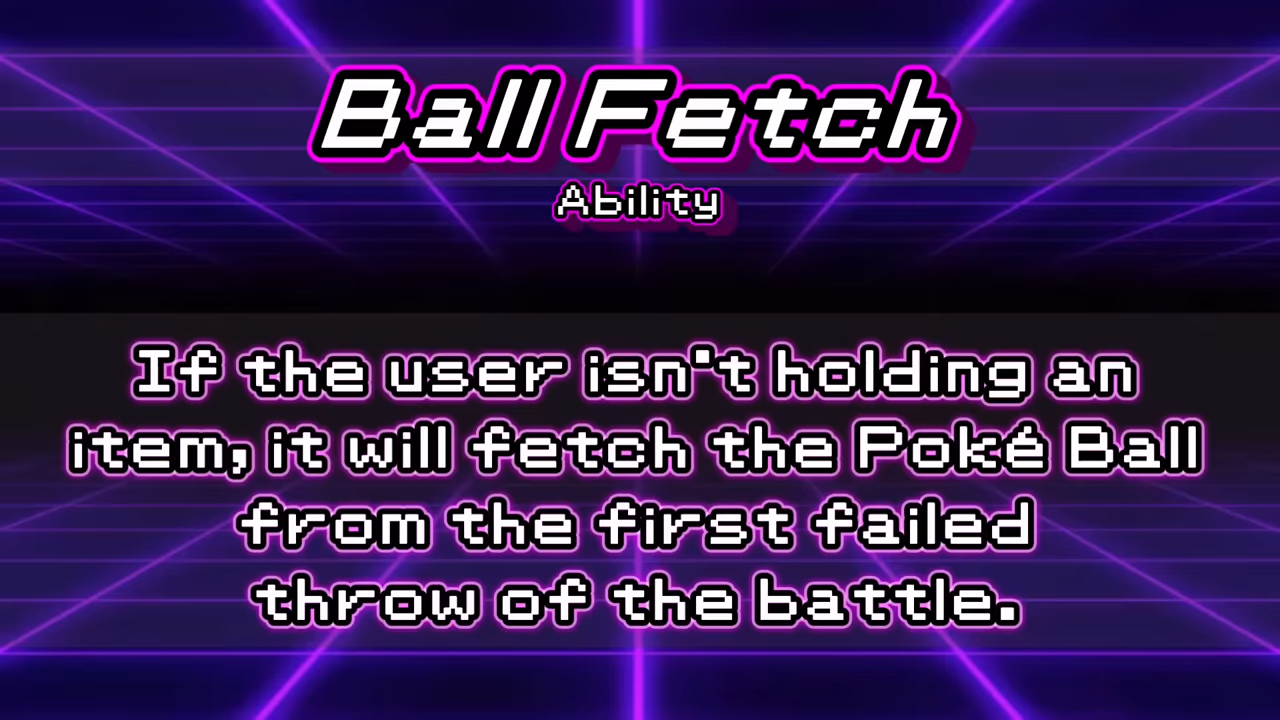 Ball Fetch
Ability
If the user isn't holding an
item, it will fetch the Poké Ball
from the first failed
throw of the battle.